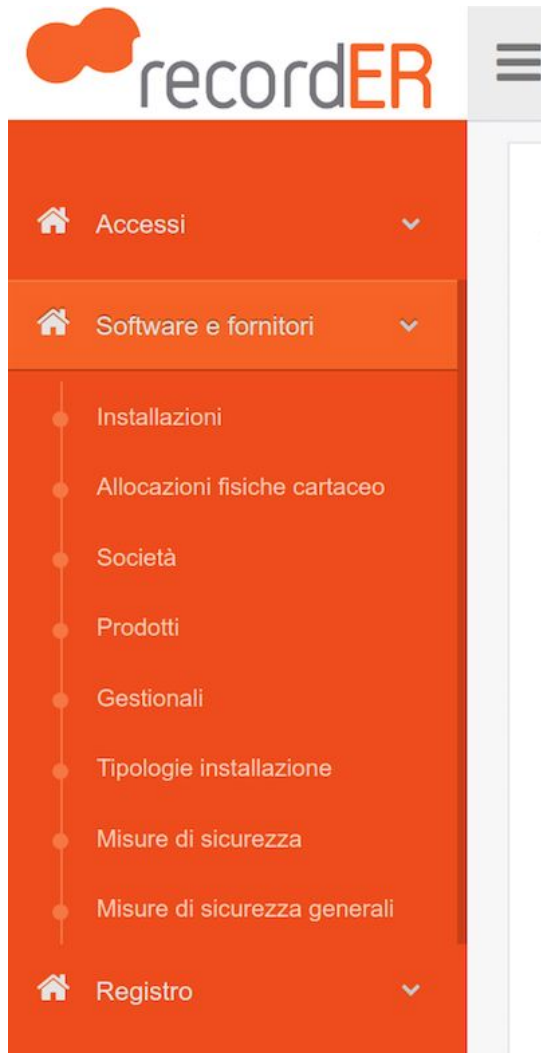 recordER
Accessi
Software e fornitori
Installazioni
Allocazioni fisiche cartaceo
Società
Prodotti
Gestionali
Tipologie installazione
Misure di sicurezza
Misure di sicurezza generali
Registro